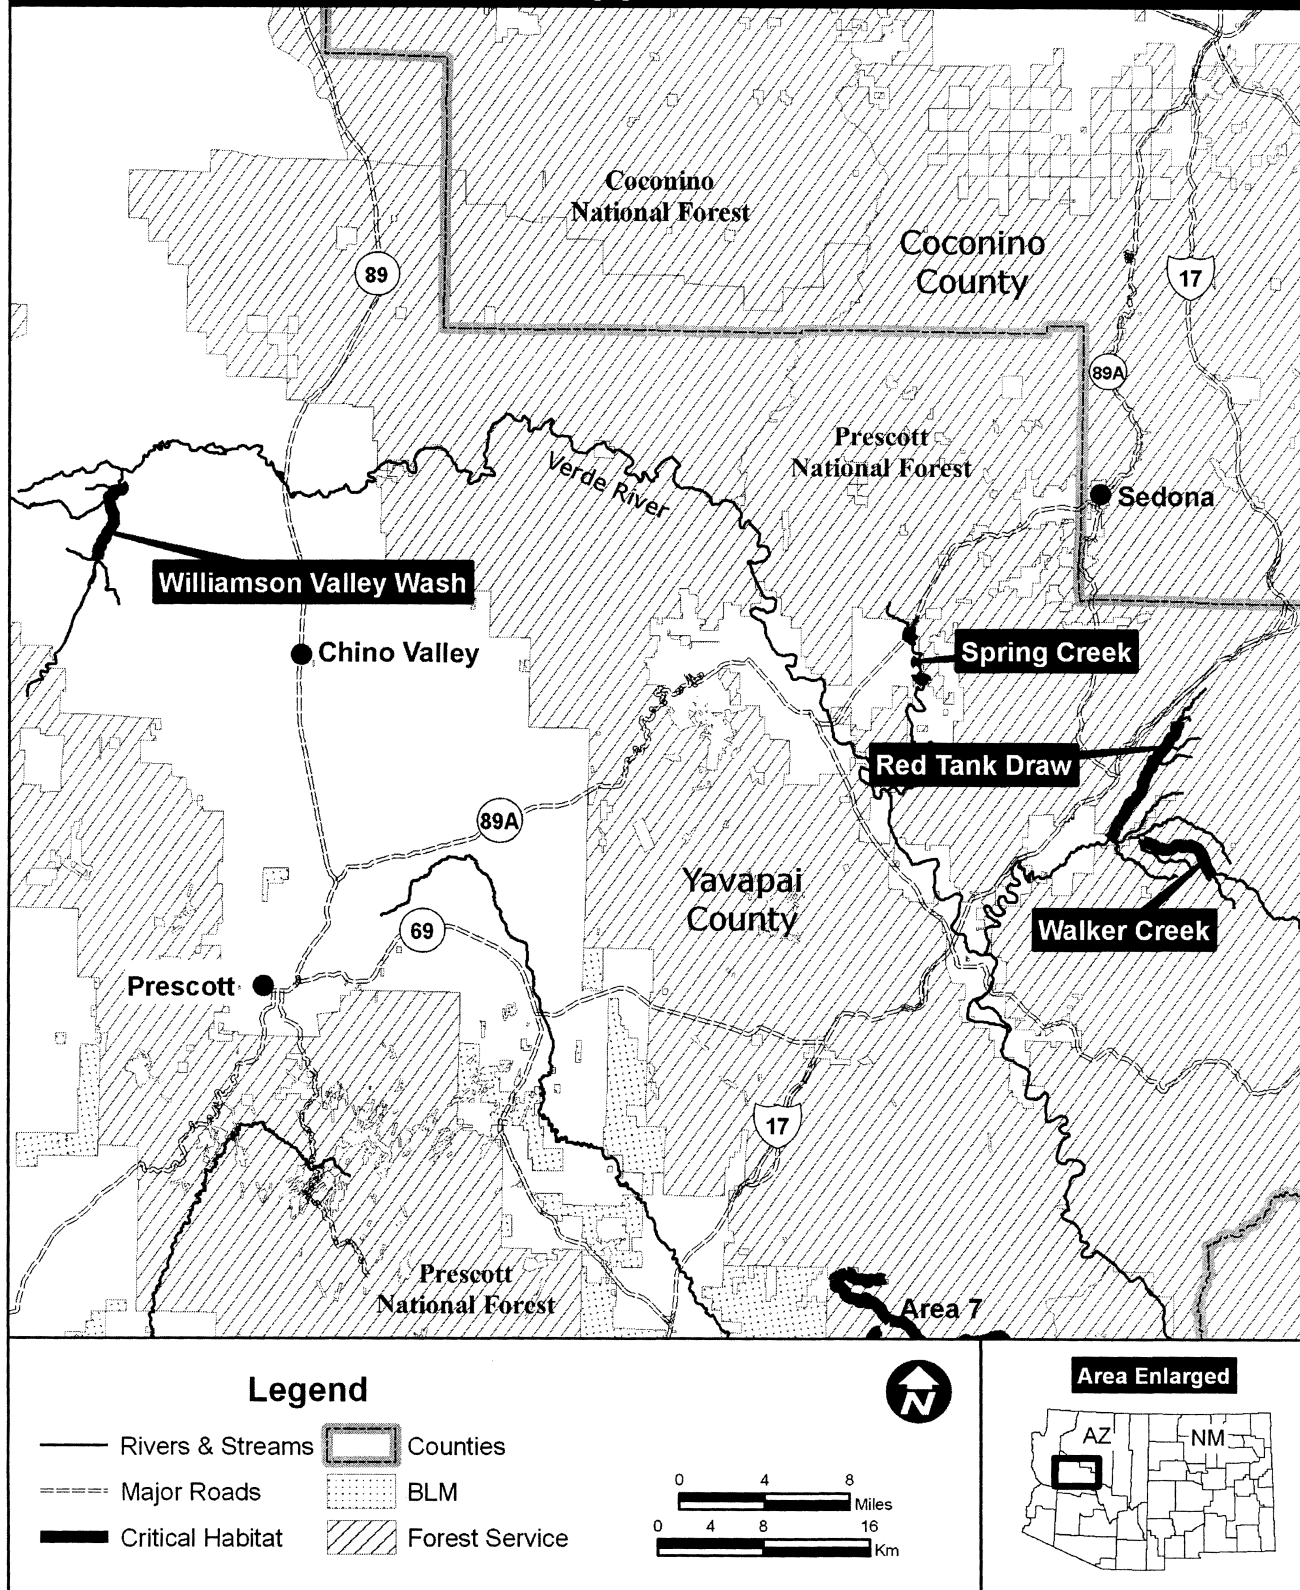 Coconino
National Forest
Coconino
County
89
17
89A
Prescott
National Forest
Verde River
Sedona
Williamson Valley Wash
Chino Valley
Spring Creek
Red Tank Draw
89A
Yavapai
County
69
Walker Creek
Prescott
17
Prescott
National Forest
Area 7
Legend
Rivers & Streams
Counties
Major Roads
BLM
Critical Habitat
Forest Service
N
0 4 8
Miles
0 4 8 16
Km
Area Enlarged
AZ
NM